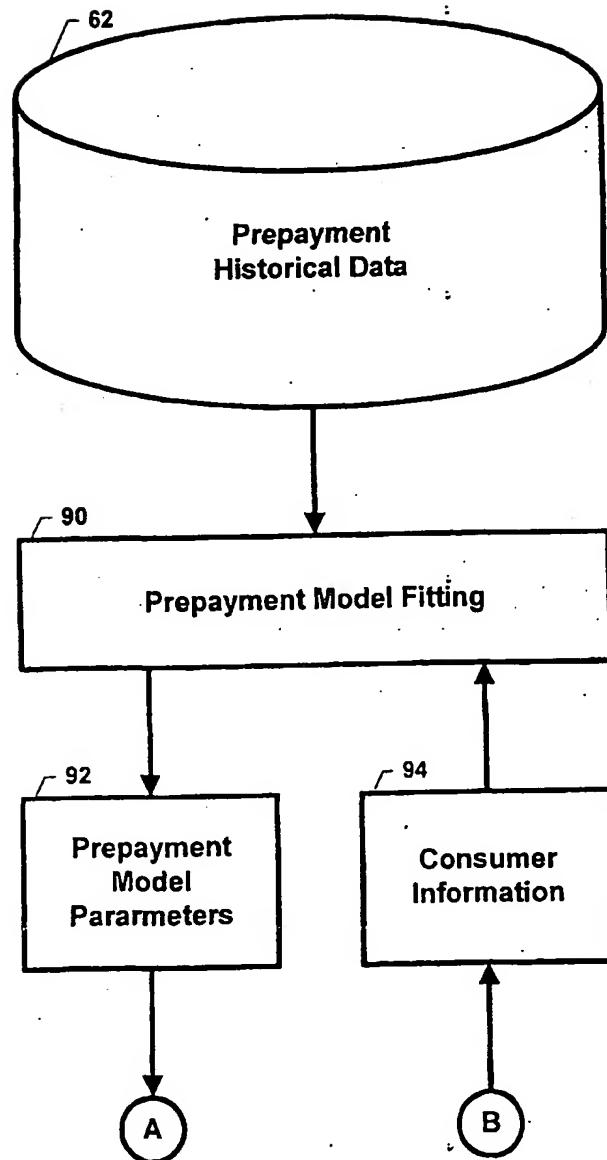 62
Prepayment
Historical Data
90
Prepayment Model Fitting
92
94
Prepayment
Model
Pararmeters
Consumer
Information
A
B